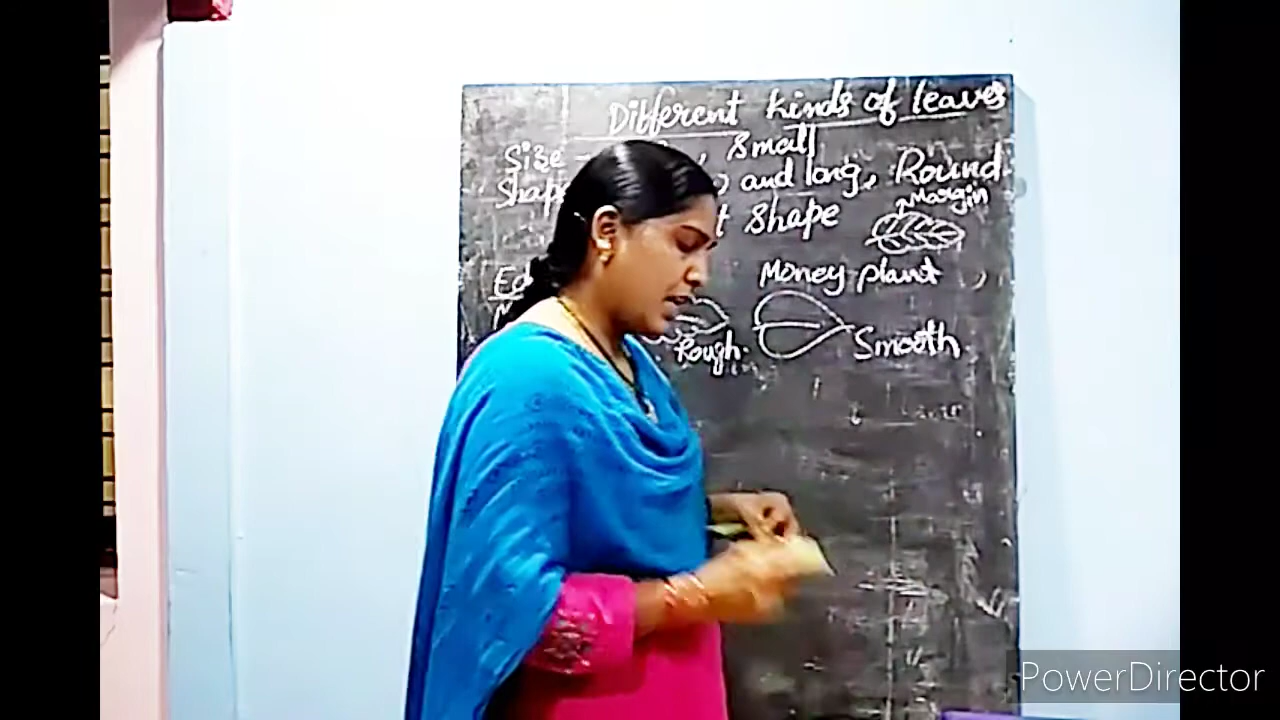 Different kinds of leaves
Size - , Small
Shape and long, Round.
Shape
Margin
Money plant
Rough.
Smooth.
PowerDirector